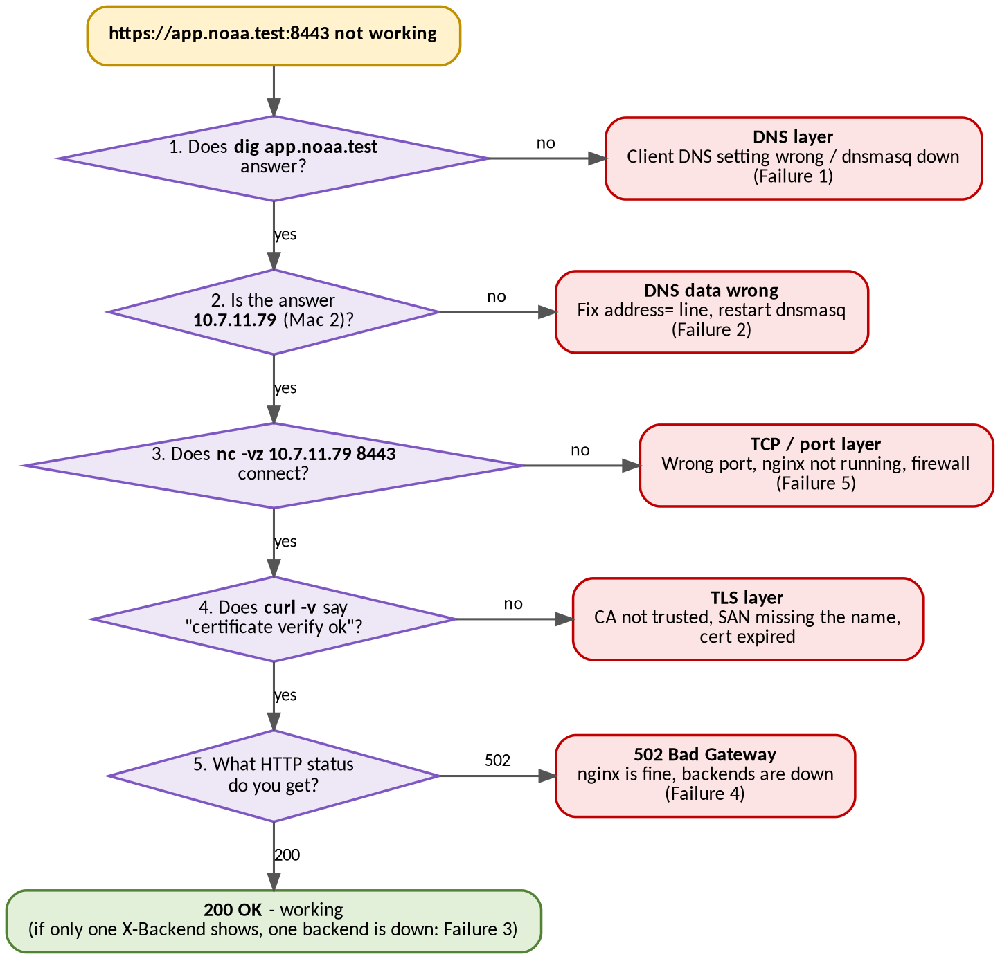 https://app.noaa.test:8443 not working
1. Does dig app.noaa.test
answer?
no
DNS layer
Client DNS setting wrong / dnsmasq down
(Failure 1)
yes
2. Is the answer
10.7.11.79 (Mac 2)?
no
DNS data wrong
Fix address= line, restart dnsmasq
(Failure 2)
yes
3. Does nc -vz 10.7.11.79 8443
connect?
no
TCP / port layer
Wrong port, nginx not running, firewall
(Failure 5)
yes
4. Does curl -v say
"certificate verify ok"?
no
TLS layer
CA not trusted, SAN missing the name,
cert expired
yes
5. What HTTP status
do you get?
502
502 Bad Gateway
nginx is fine, backends are down
(Failure 4)
200
200 OK - working
(if only one X-Backend shows, one backend is down: Failure 3)